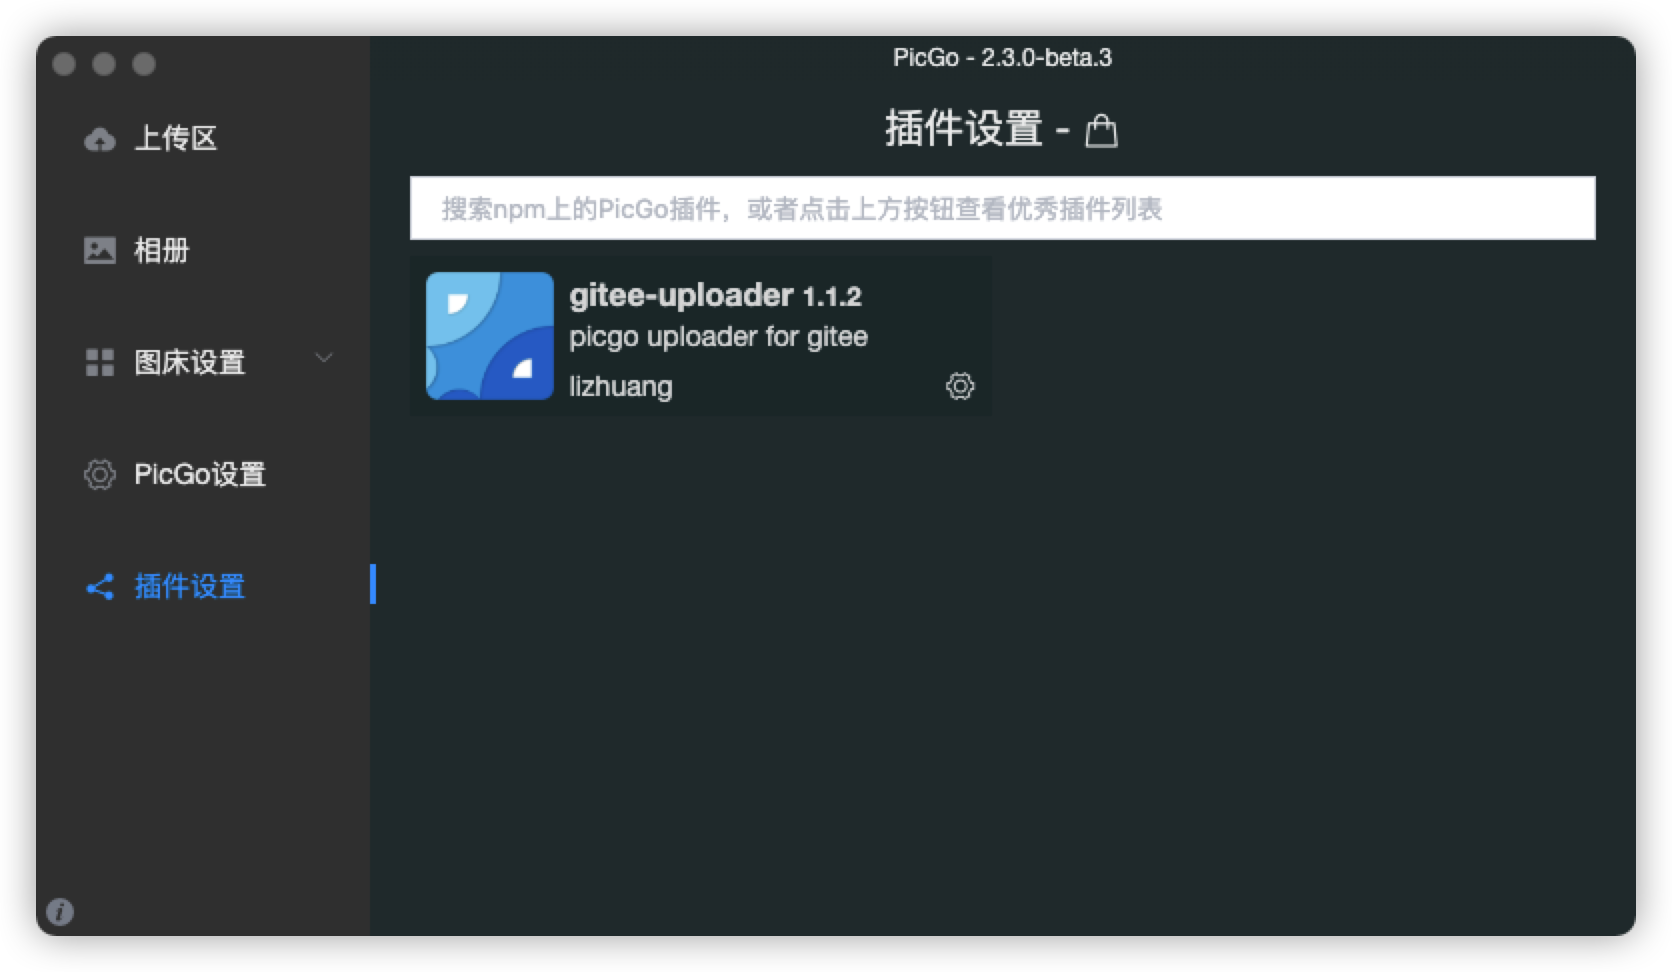 PicGo - 2.3.0-beta.3
上传区
相册
图床设置
PicGo设置
插件设置
插件设置 -
搜索npm上的PicGo插件，或者点击上方按钮查看优秀插件列表
gitee-uploader 1.1.2
picgo uploader for gitee
lizhuang